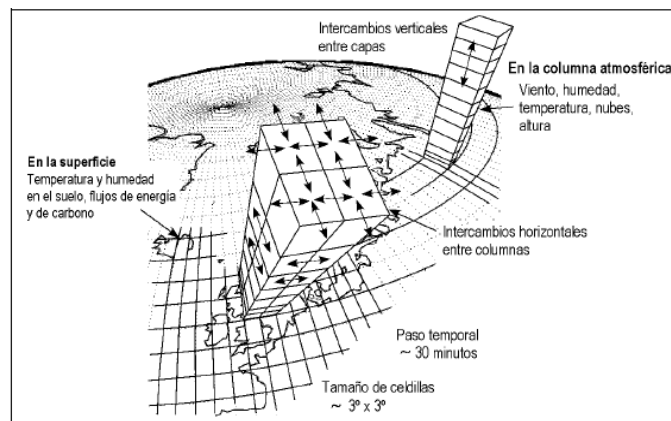 Intercambios verticales
entre capas
En la columna atmosférica
Viento, humedad,
temperatura, nubes,
altura
En la superficie
Temperatura y humedad
en el suelo, flujos de energía
y de carbono
Intercambios horizontales
entre columnas
Paso temporal
~ 30 minutos
Tamaño de celdillas
~ 3º x 3º